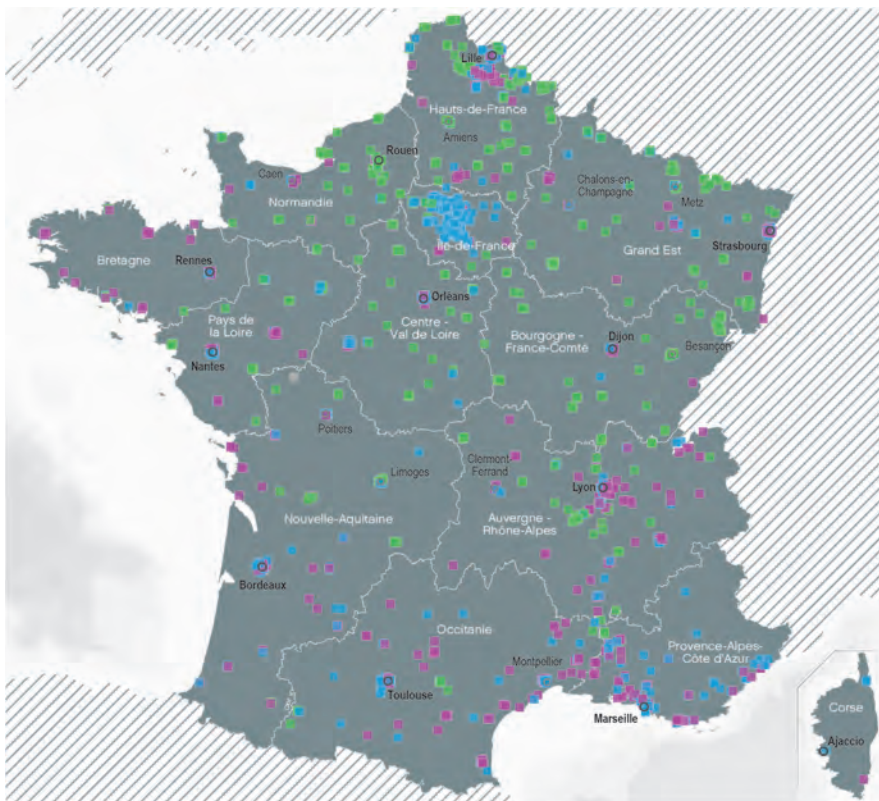 Lille
Hauts-de-France
Amiens
Rouen
Caen
Normandie
Chalons-en-
Champagne
Metz
Île-de-France
Grand Est
Strasbourg
Bretagne
Rennes
Orléans
Pays de
la Loire
Centre -
Val de Loire
Bourgogne -
France-Comté
Dijon
Besançon
Nantes
Poitiers
Limoges
Clermont-
Ferrand
Lyon
Nouvelle-Aquitaine
Auvergne -
Rhône-Alpes
Bordeaux
Occitanie
Provence-Alpes-
Côte d'Azur
Montpellier
Toulouse
Marseille
Corse
Ajaccio